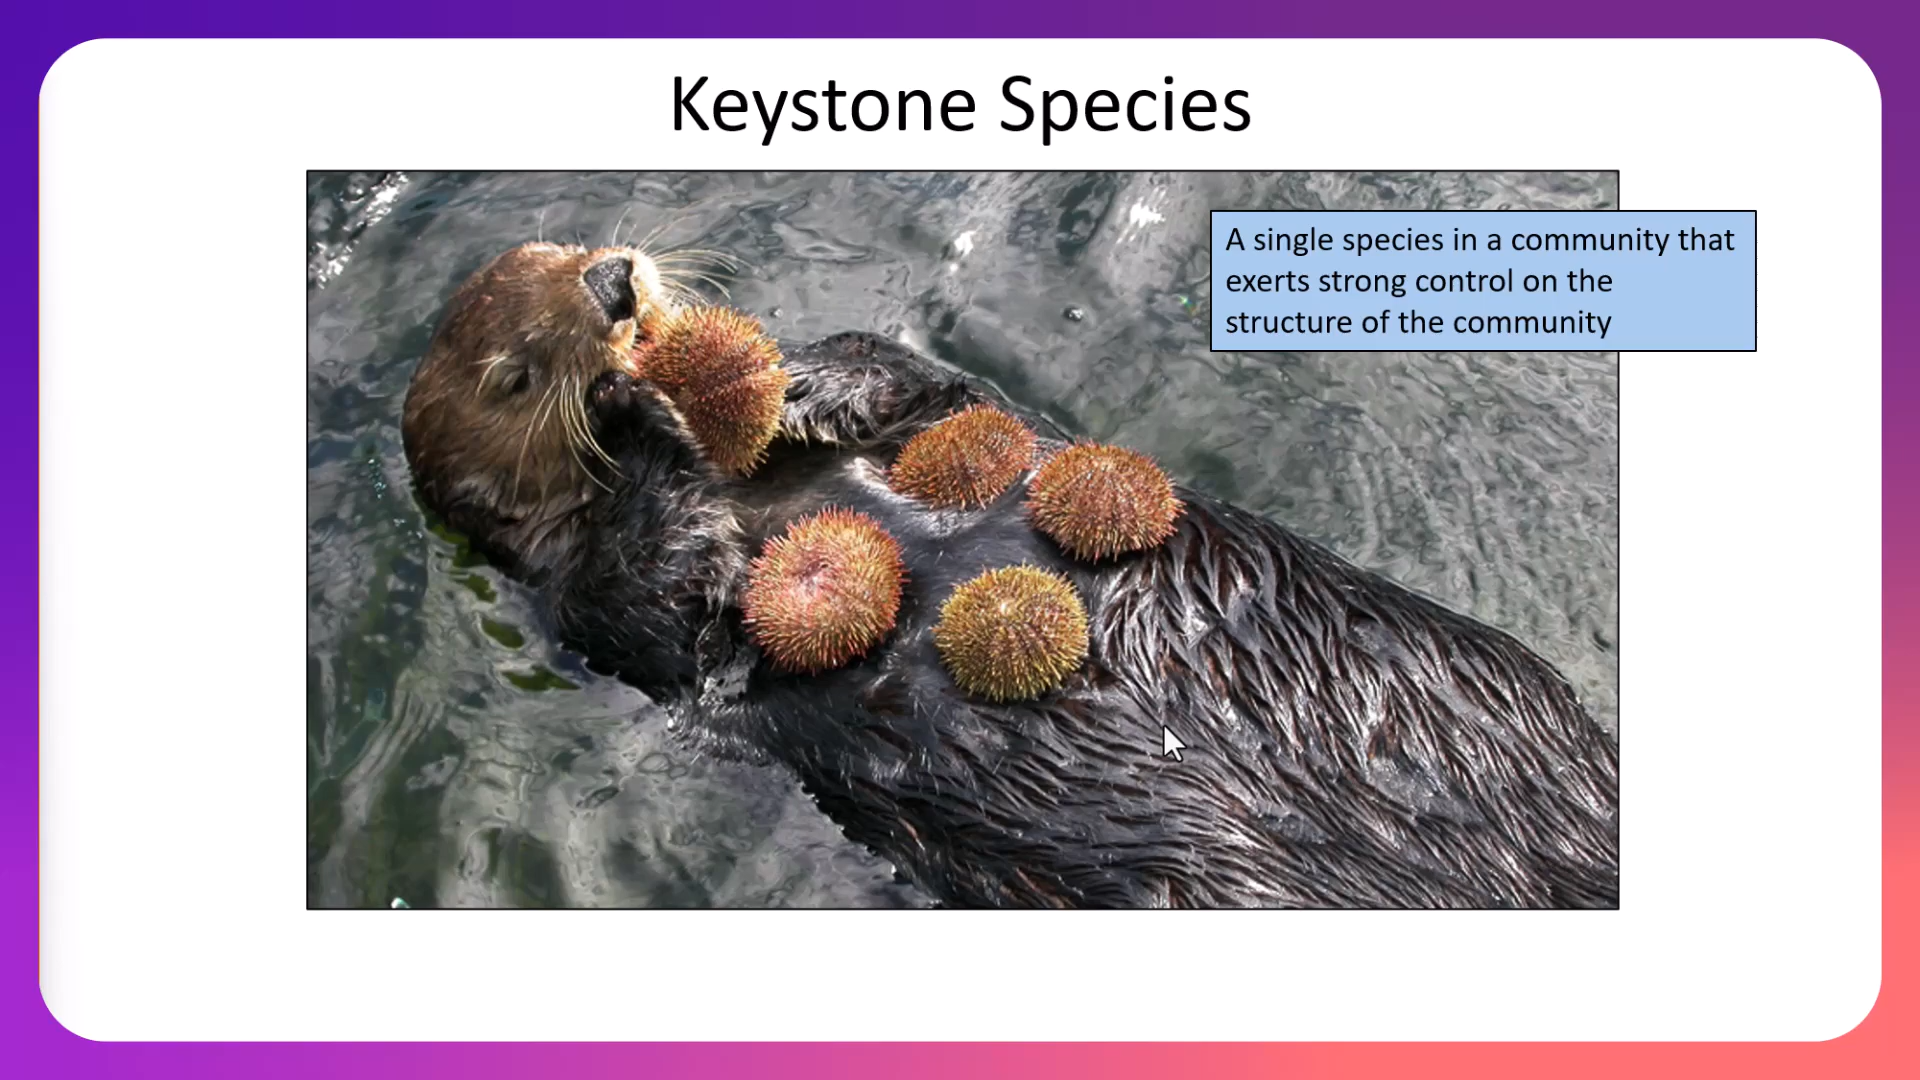 Keystone Species
A single species in a community that
exerts strong control on the
structure of the community